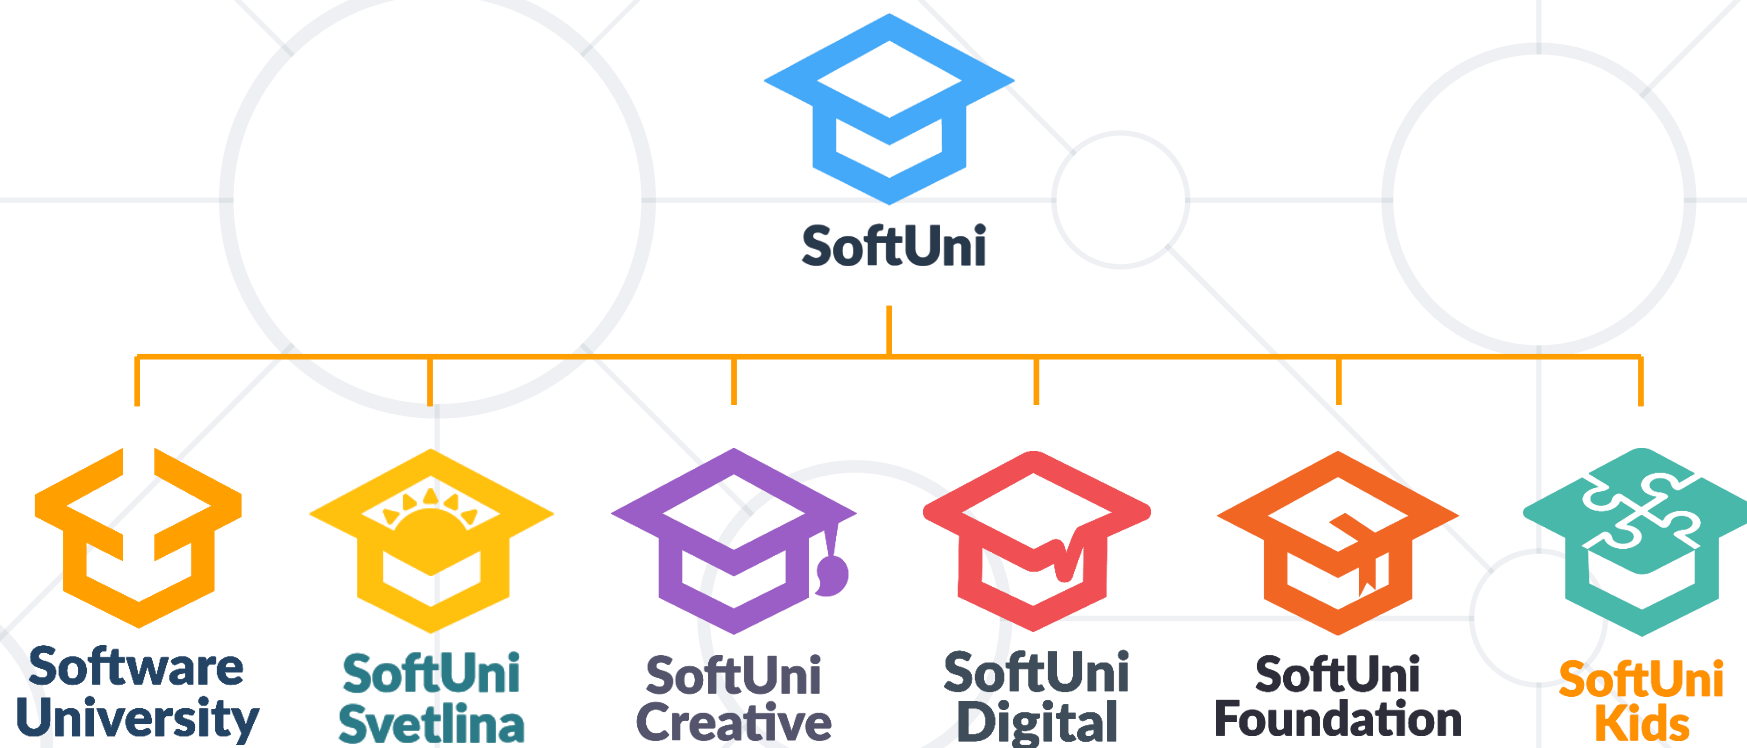 SoftUni
Software
University
SoftUni
Svetlina
SoftUni
Creative
SoftUni
Digital
SoftUni
Foundation
SoftUni
Kids